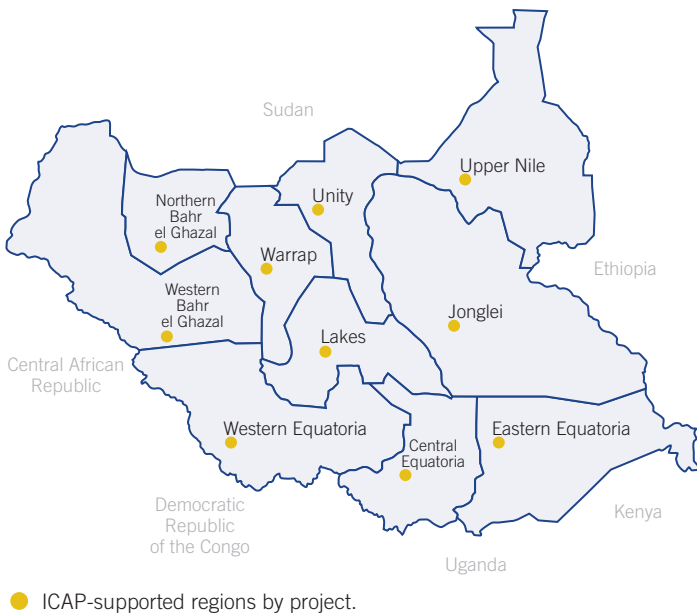 Sudan
Upper Nile
Northern
Bahr
el Ghazal
Unity
Warrap
Ethiopia
Western
Bahr
el Ghazal
Jonglei
Lakes
Central African
Republic
Western Equatoria
Central
Equatoria
Eastern Equatoria
Democratic
Republic
of the Congo
Kenya
Uganda
ICAP-supported regions by project.